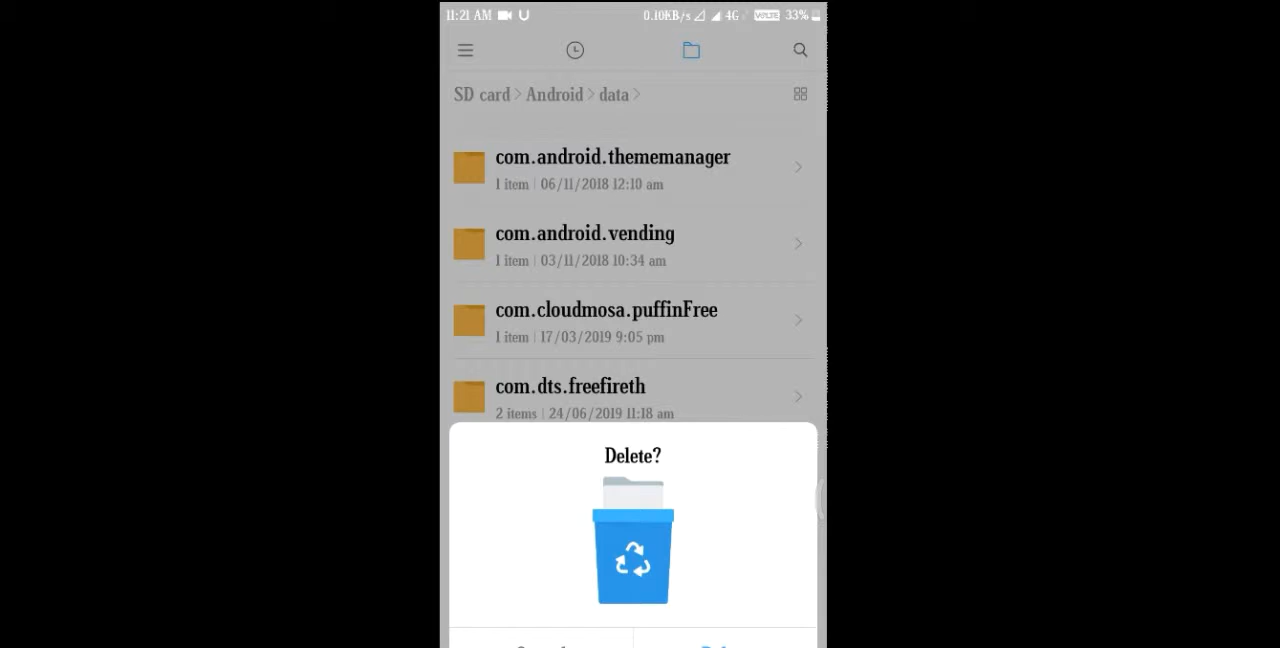 11:21 AM 0.10KB/s 4G VoLTE 33%
SD card > Android > data >
com.android.thememanager
1 item | 06/11/2018 12:10 am
com.android.vending
1 item | 03/11/2018 10:34 am
com.cloudmosa.puffinFree
1 item | 17/03/2019 9:05 pm
com.dts.freefireth
2 items | 24/06/2019 11:18 am
Delete?